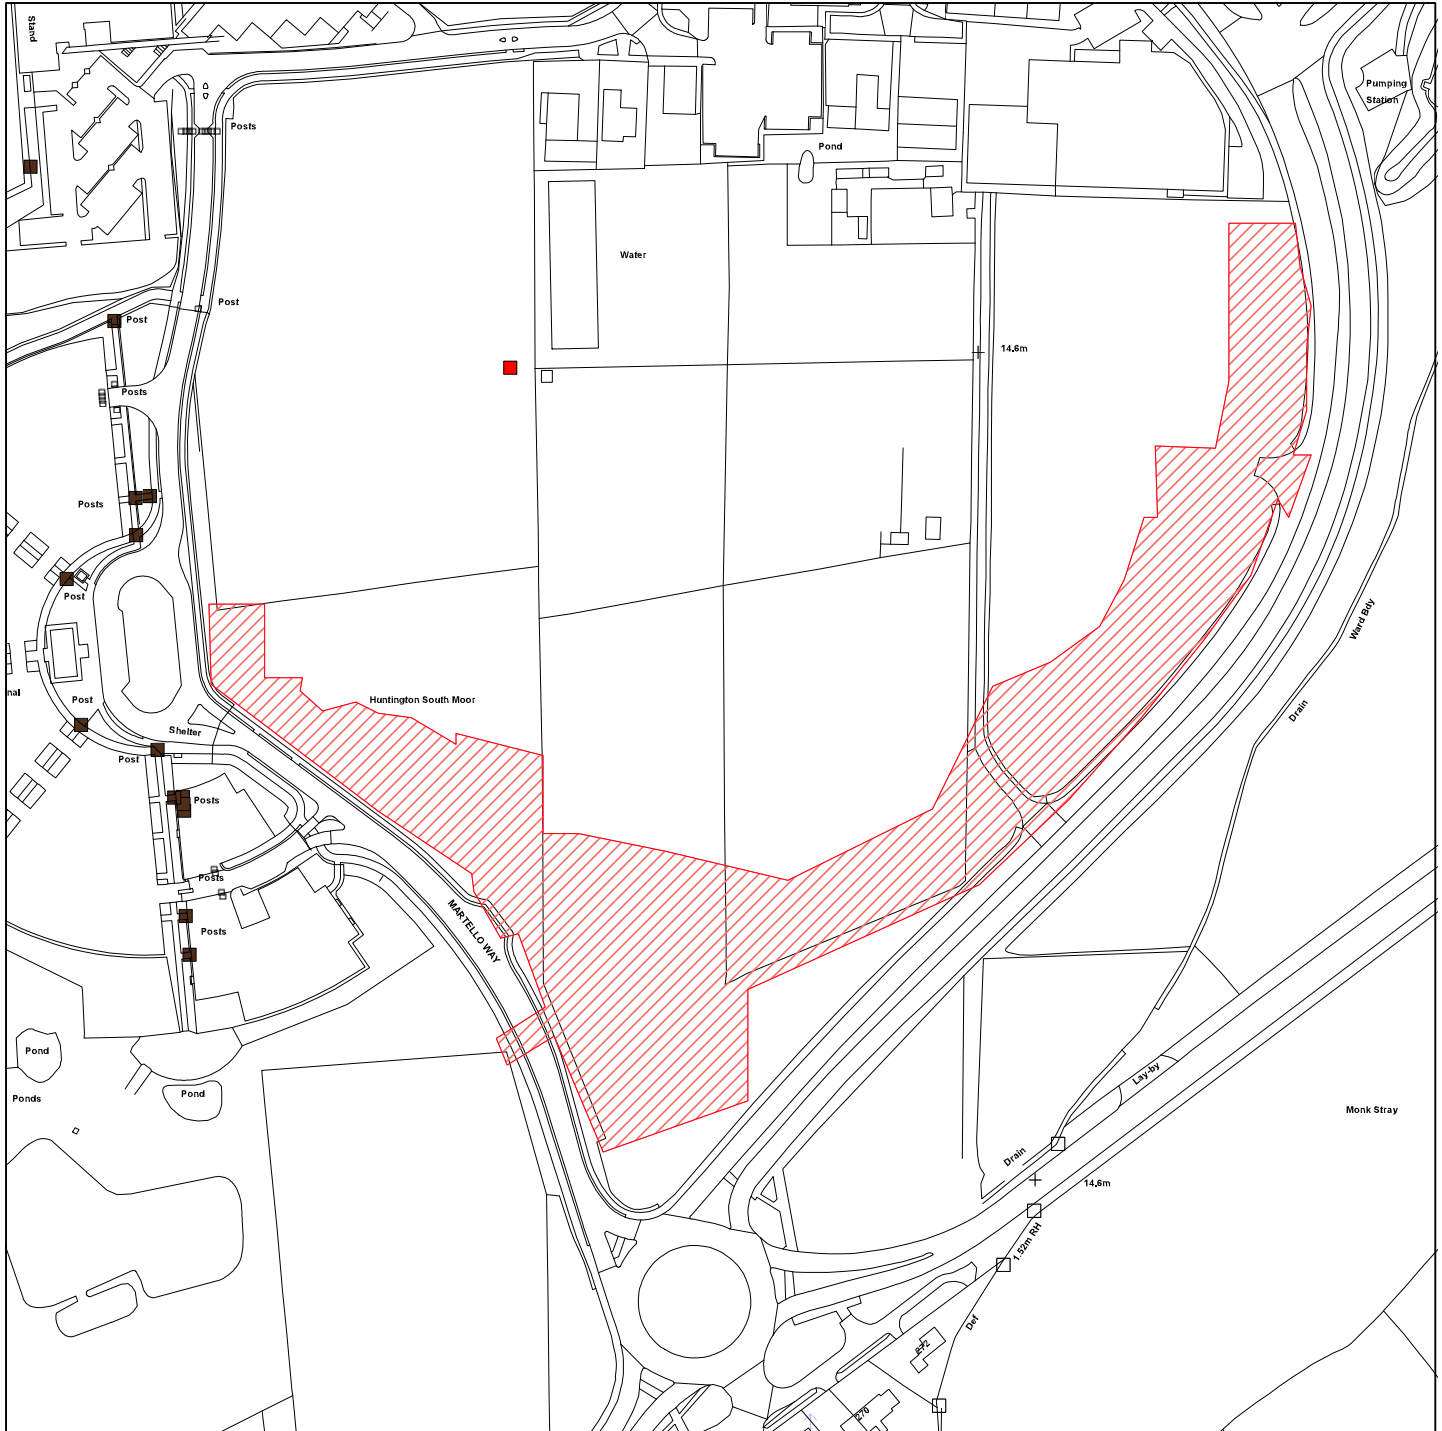 Stand
Pumping
Station
Posts
Pond
Water
Post
Post
14.6m
Posts
Posts
Post
Ward Bdy
nal
Huntington South Moor
Post
Drain
Shelter
Post
Posts
Posts
MARTELLO WAY
Posts
Pond
Lay-by
Pond
Ponds
Monk Stray
Drain
14.6m
1.52m RH
Def
272
270